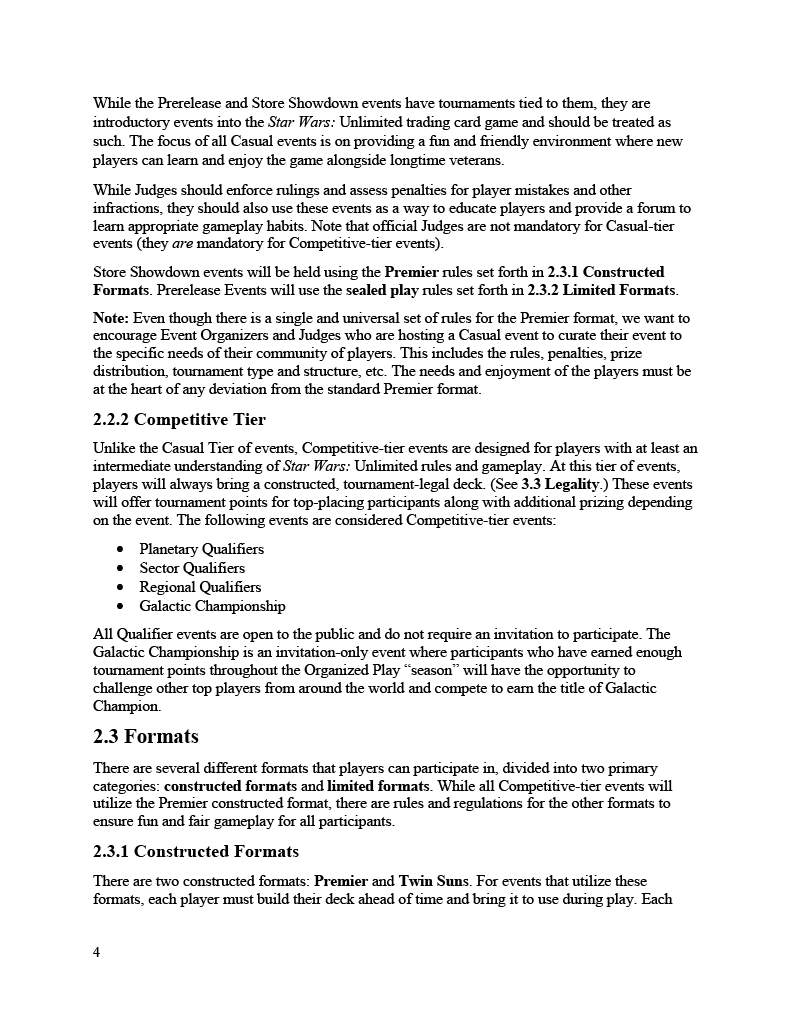 While the Prerelease and Store Showdown events have tournaments tied to them, they are
introductory events into the Star Wars: Unlimited trading card game and should be treated as
such. The focus of all Casual events is on providing a fun and friendly environment where new
players can learn and enjoy the game alongside longtime veterans.
While Judges should enforce rulings and assess penalties for player mistakes and other
infractions, they should also use these events as a way to educate players and provide a forum to
learn appropriate gameplay habits. Note that official Judges are not mandatory for Casual-tier
events (they are mandatory for Competitive-tier events).
Store Showdown events will be held using the Premier rules set forth in 2.3.1 Constructed
Formats. Prerelease Events will use the sealed play rules set forth in 2.3.2 Limited Formats.
Note: Even though there is a single and universal set of rules for the Premier format, we want to
encourage Event Organizers and Judges who are hosting a Casual event to curate their event to
the specific needs of their community of players. This includes the rules, penalties, prize
distribution, tournament type and structure, etc. The needs and enjoyment of the players must be
at the heart of any deviation from the standard Premier format.
2.2.2 Competitive Tier
Unlike the Casual Tier of events, Competitive-tier events are designed for players with at least an
intermediate understanding of Star Wars: Unlimited rules and gameplay. At this tier of events,
players will always bring a constructed, tournament-legal deck. (See 3.3 Legality.) These events
will offer tournament points for top-placing participants along with additional prizing depending
on the event. The following events are considered Competitive-tier events:
• Planetary Qualifiers
• Sector Qualifiers
• Regional Qualifiers
• Galactic Championship
All Qualifier events are open to the public and do not require an invitation to participate. The
Galactic Championship is an invitation-only event where participants who have earned enough
tournament points throughout the Organized Play “season” will have the opportunity to
challenge other top players from around the world and compete to earn the title of Galactic
Champion.
2.3 Formats
There are several different formats that players can participate in, divided into two primary
categories: constructed formats and limited formats. While all Competitive-tier events will
utilize the Premier constructed format, there are rules and regulations for the other formats to
ensure fun and fair gameplay for all participants.
2.3.1 Constructed Formats
There are two constructed formats: Premier and Twin Suns. For events that utilize these
formats, each player must build their deck ahead of time and bring it to use during play. Each
4